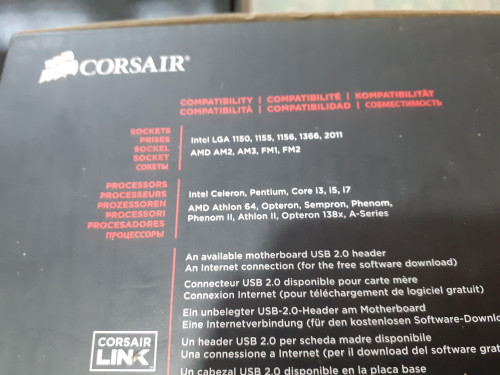 CORSAIR
COMPATIBILITY | COMPATIBILITÉ | KOMPATIBILITÄT
COMPATIBILITÀ | COMPATIBILIDAD | СОВМЕСТИМОСТЬ
SOCKETS
PRISES
SOCKEL
SOCKET
СОКЕТЫ
Intel LGA 1150, 1155, 1156, 1366, 2011
AMD AM2, AM3, FM1, FM2
PROCESSORS
PROCESSEURS
PROZESSOREN
PROCESSORI
PROCESADORES
ПРОЦЕССОРЫ
Intel Celeron, Pentium, Core i3, i5, i7
AMD Athlon 64, Opteron, Sempron, Phenom,
Phenom II, Athlon II, Opteron 138x, A-Series
An available motherboard USB 2.0 header
An Internet connection (for the free software download)
Connecteur USB 2.0 disponible pour carte mère
Connexion Internet (pour téléchargement de logiciel gratuit)
Ein unbelegter USB-2.0-Header am Motherboard
Eine Internetverbindung (für den kostenlosen Software-Downlo
Un header USB 2.0 per scheda madre disponibile
Una connessione a Internet (per il download del software grat
Un cabezal USB 2.0 disponible en la placa base
CORSAIR
LINK